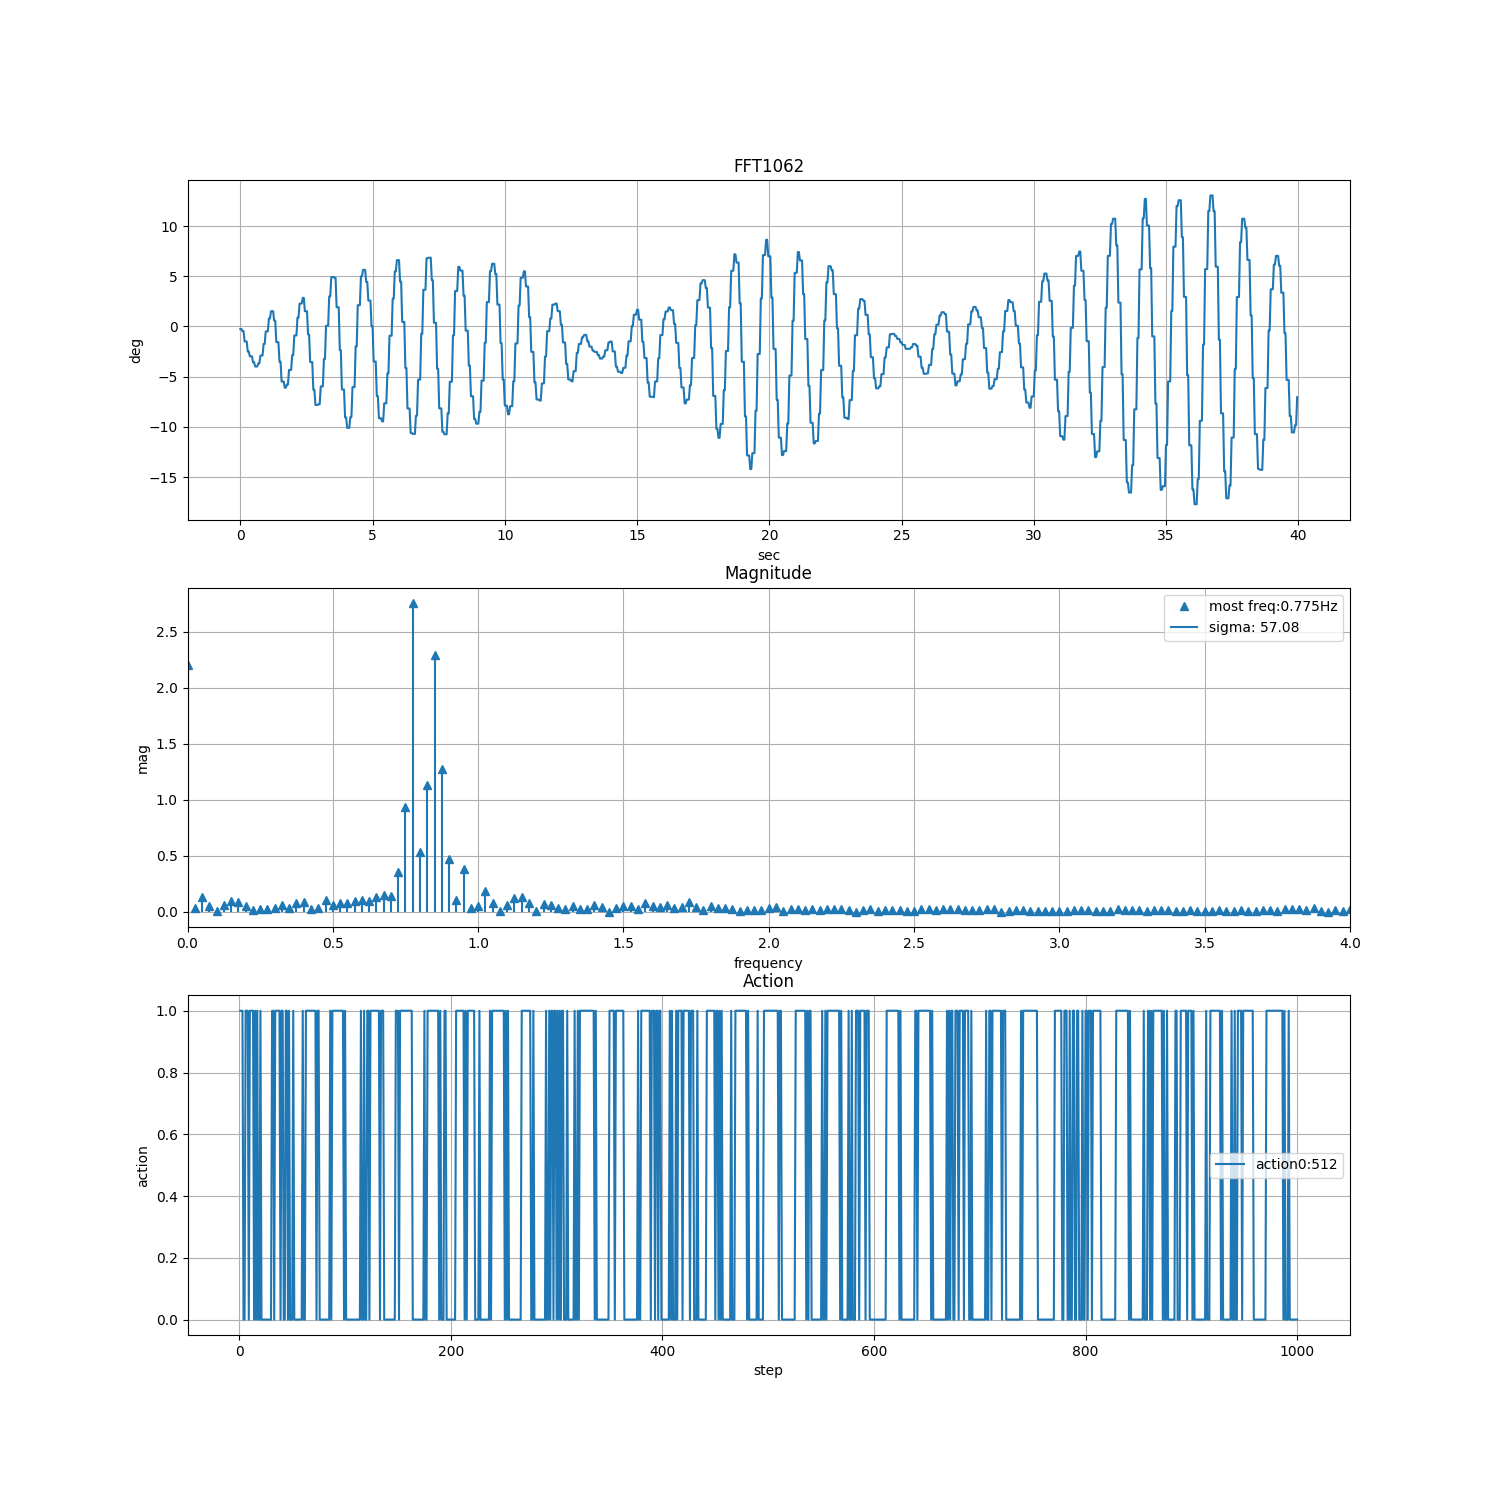 FFT1062
10
5
0
−5
−10
−15
deg
0 5 10 15 20 25 30 35 40
sec
Magnitude
most freq:0.775Hz
sigma: 57.08
2.5
2.0
1.5
1.0
0.5
0.0
mag
0.0 0.5 1.0 1.5 2.0 2.5 3.0 3.5 4.0
frequency
Action
1.0
0.8
0.6
0.4
0.2
0.0
action
action0:512
0 200 400 600 800 1000
step